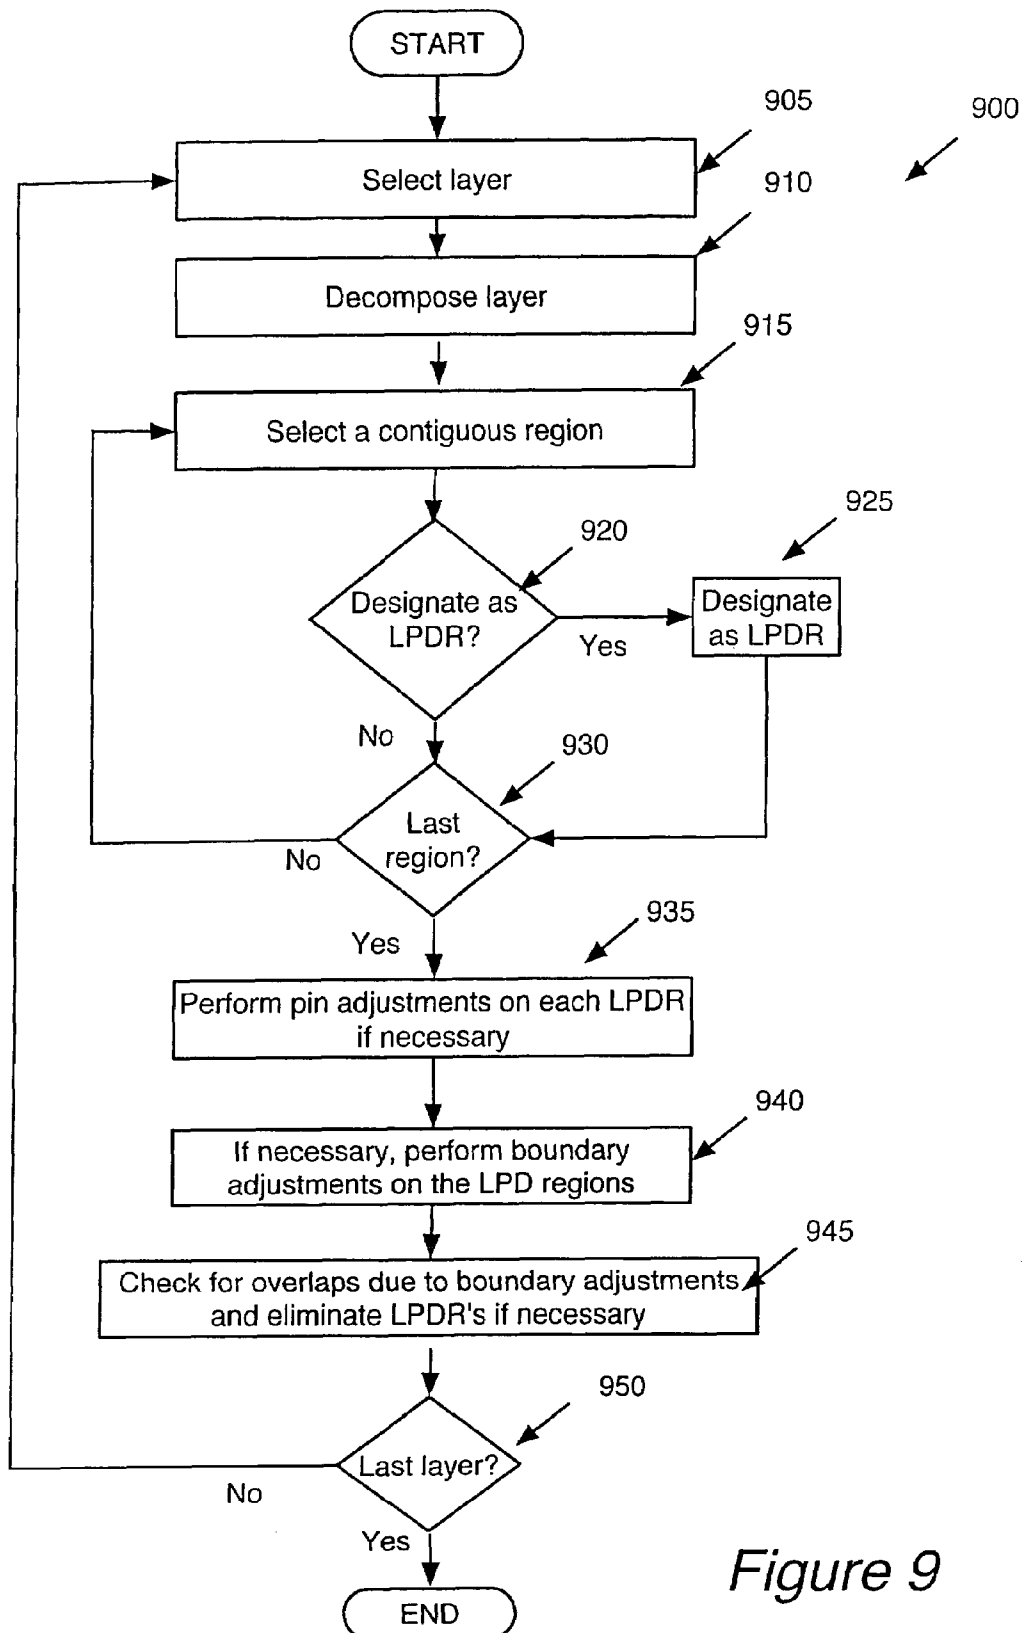 START
905
900
Select layer
910
Decompose layer
915
Select a contiguous region
925
920
Designate as
LPDR?
Yes
Designate
as LPDR
No
930
Last
region?
No
935
Yes
Perform pin adjustments on each LPDR
if necessary
940
If necessary, perform boundary
adjustments on the LPD regions
945
Check for overlaps due to boundary adjustments
and eliminate LPDR's if necessary
950
Last layer?
No
Yes
Figure 9
END